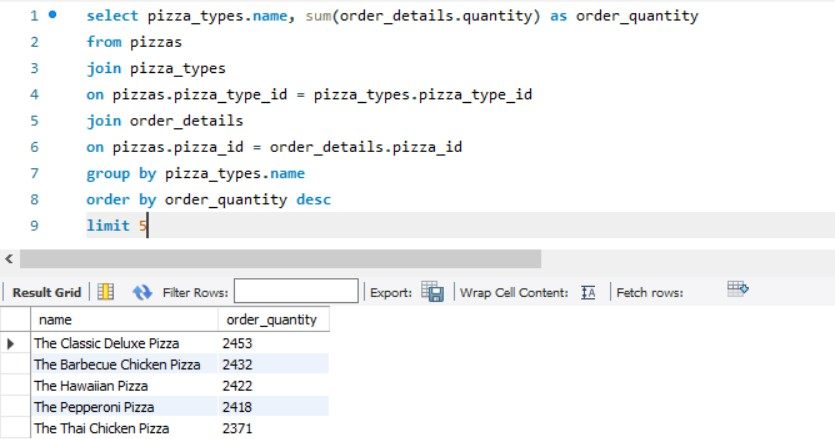 1 select pizza_types.name, sum(order_details.quantity) as order_quantity
2 from pizzas
3 join pizza_types
4 on pizzas.pizza_type_id = pizza_types.pizza_type_id
5 join order_details
6 on pizzas.pizza_id = order_details.pizza_id
7 group by pizza_types.name
8 order by order_quantity desc
9 limit 5
Result Grid Filter Rows: Export: Wrap Cell Content: IA Fetch rows:
name order_quantity
The Classic Deluxe Pizza 2453
The Barbecue Chicken Pizza 2432
The Hawaiian Pizza 2422
The Pepperoni Pizza 2418
The Thai Chicken Pizza 2371